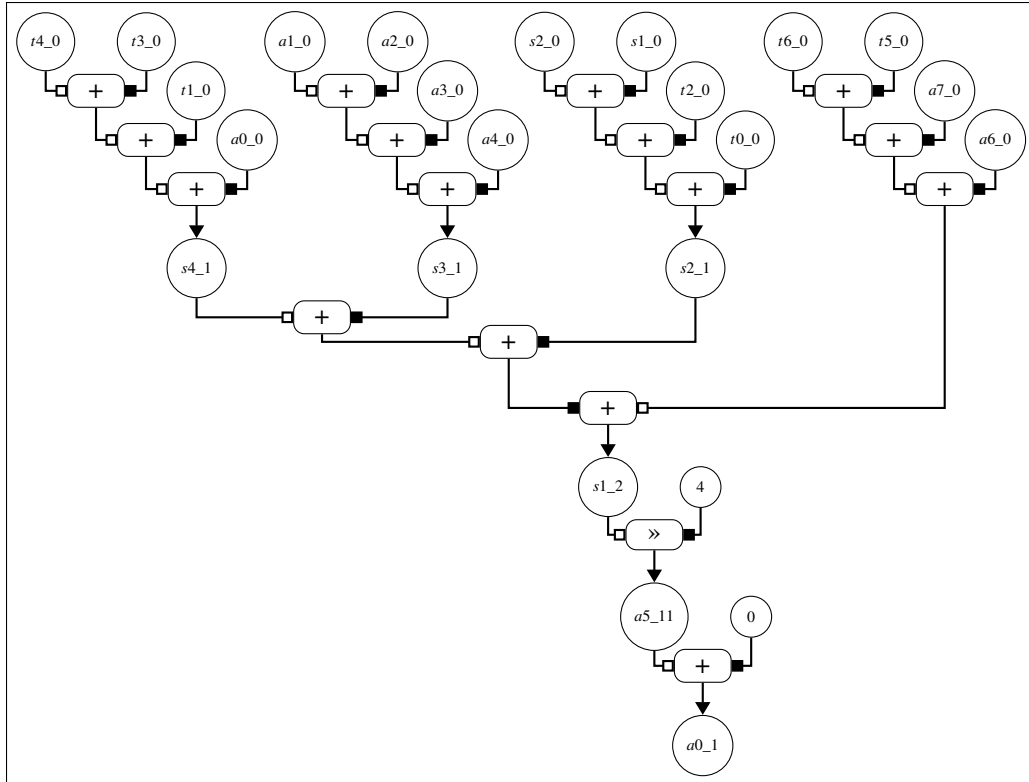 t4_0 t3_0 a1_0 a2_0 s2_0 s1_0 t6_0 t5_0
+ t1_0 + a3_0 + t2_0 + a7_0
+ a0_0 + a4_0 + t0_0 + a6_0
+ + + +
s4_1 s3_1 s2_1
+
+
+
s1_2 4
»
a5_11 0
+
a0_1